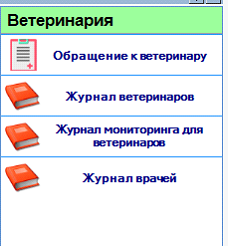 Ветеринария
Обращение к ветеринару
Журнал ветеринаров
Журнал мониторинга для
ветеринаров
Журнал врачей